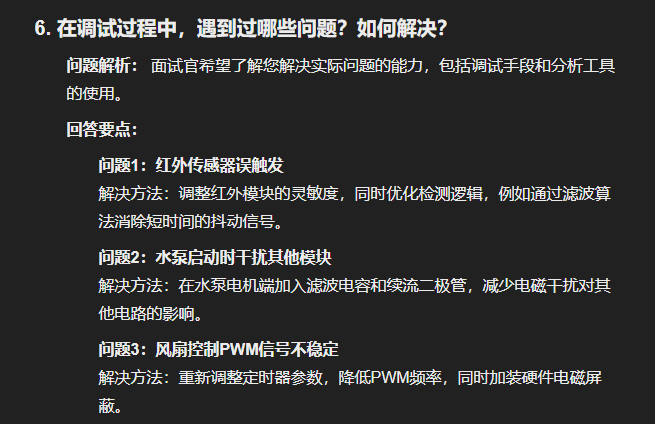 6. 在调试过程中，遇到过哪些问题？如何解决？
问题解析： 面试官希望了解您解决实际问题的能力，包括调试手段和分析工具
的使用。
回答要点：
问题1：红外传感器误触发
解决方法：调整红外模块的灵敏度，同时优化检测逻辑，例如通过滤波算
法消除短时间的抖动信号。
问题2：水泵启动时干扰其他模块
解决方法：在水泵电机端加入滤波电容和续流二极管，减少电磁干扰对其
他电路的影响。
问题3：风扇控制PWM信号不稳定
解决方法：重新调整定时器参数，降低PWM频率，同时加装硬件电磁屏
蔽。